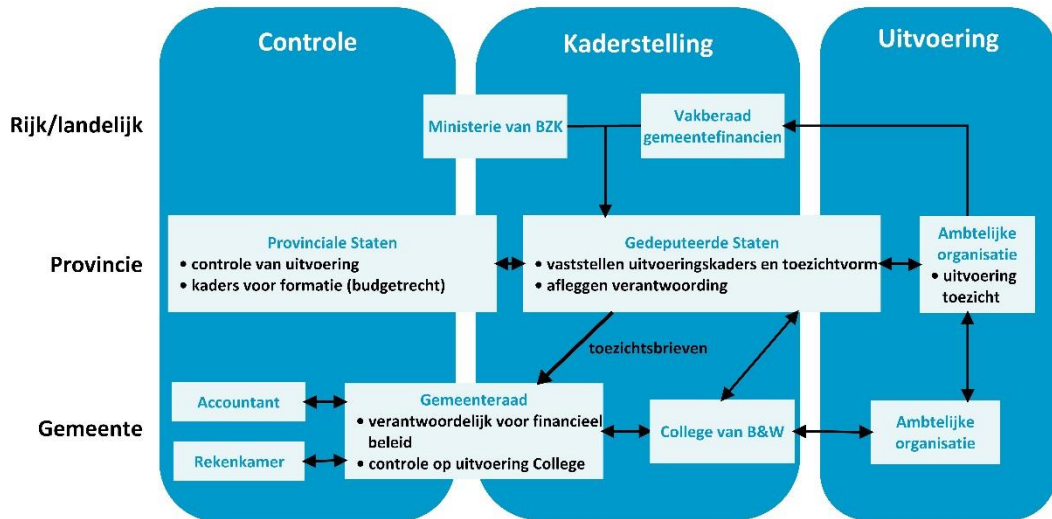 Controle
Kaderstelling
Uitvoering
Rijk/landelijk
Ministerie van BZK
Vakberaad
gemeentefinancien
Provincie
Provinciale Staten
• controle van uitvoering
• kaders voor formatie (budgetrecht)
Gedeputeerde Staten
• vaststellen uitvoeringskaders en toezichtvorm
• afleggen verantwoording
Ambtelijke
organisatie
• uitvoering
toezicht
toezichtsbrieven
Gemeente
Accountant
Rekenkamer
Gemeenteraad
• verantwoordelijk voor financieel
beleid
• controle op uitvoering College
College van B&W
Ambtelijke
organisatie